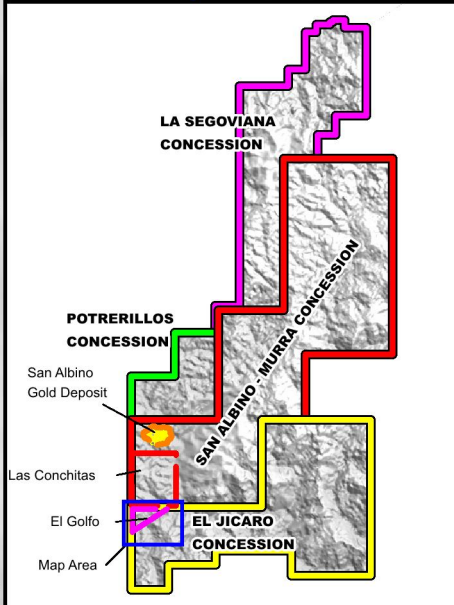 LA SEGOVIANA
CONCESSION
SAN ALBINO - MURRA CONCESSION
POTRERILLOS
CONCESSION
San Albino
Gold Deposit
Las Conchitas
El Golfo
EL JICARO
CONCESSION
Map Area